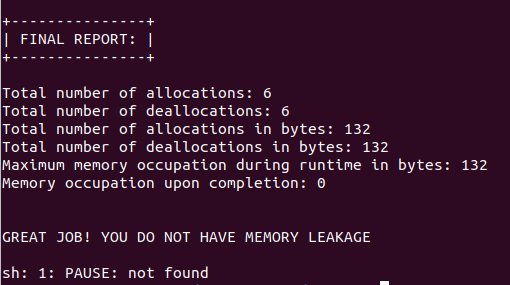 +---------------+
| FINAL REPORT: |
+---------------+
Total number of allocations: 6
Total number of deallocations: 6
Total number of allocations in bytes: 132
Total number of deallocations in bytes: 132
Maximum memory occupation during runtime in bytes: 132
Memory occupation upon completion: 0
GREAT JOB! YOU DO NOT HAVE MEMORY LEAKAGE
sh: 1: PAUSE: not found